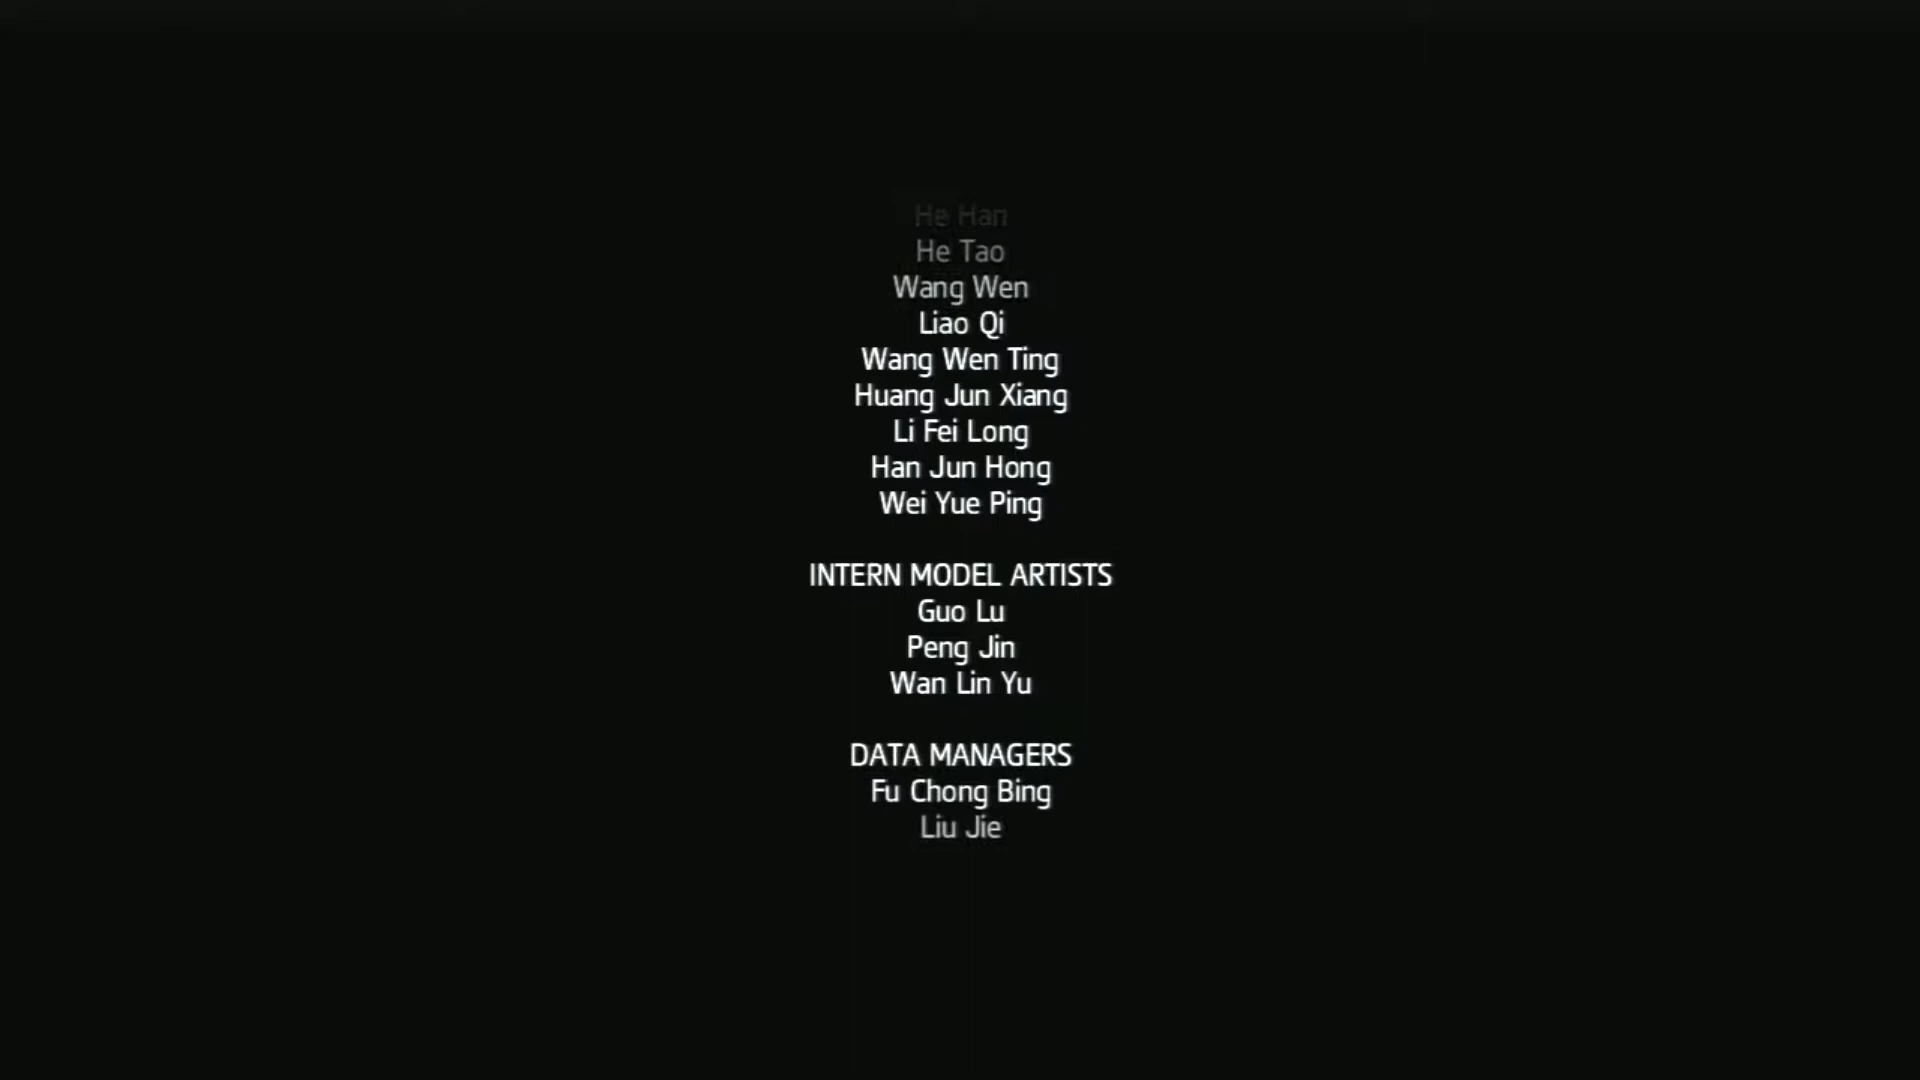 He Han
He Tao
Wang Wen
Liao Qi
Wang Wen Ting
Huang Jun Xiang
Li Fei Long
Han Jun Hong
Wei Yue Ping
INTERN MODEL ARTISTS
Guo Lu
Peng Jin
Wan Lin Yu
DATA MANAGERS
Fu Chong Bing
Liu Jie